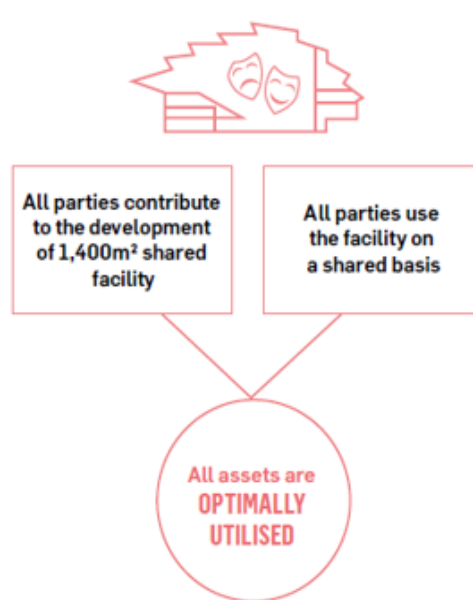 All parties contribute
to the development
of 1,400m² shared
facility
All parties use
the facility on
a shared basis
All assets are
OPTIMALLY
UTILISED